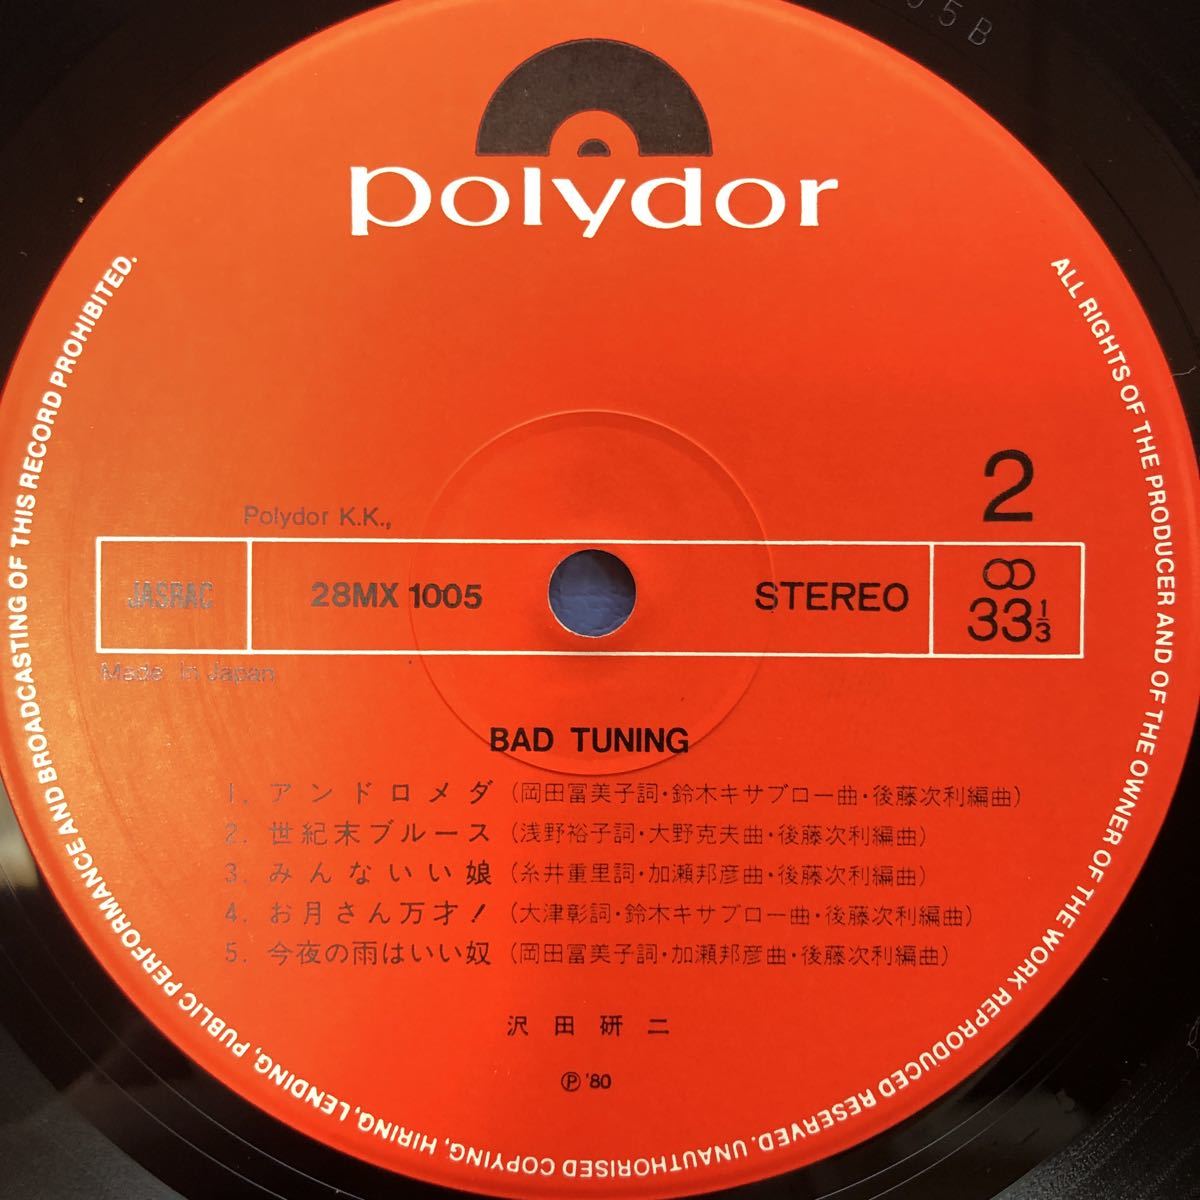 5B
polydor
ALL RIGHTS OF THE PRODUCER AND OF THE OWNER OF THE WORK REPRODUCED RESERVED. UNAUTHORISED COPYING, HIRING, LENDING, PUBLIC PERFORMANCE AND BROADCASTING OF THIS RECORD PROHIBITED.
2
Polydor K.K.,
JASRAC 28MX 1005 STEREO 33⅓
Made in Japan
BAD TUNING
1. アンドロメダ (岡田冨美子詞・鈴木キサブロー曲・後藤次利編曲)
2. 世紀末ブルース (浅野裕子詞・大野克夫曲・後藤次利編曲)
3. みんないい娘 (糸井重里詞・加瀬邦彦曲・後藤次利編曲)
4. お月さん万才! (大津彰詞・鈴木キサブロー曲・後藤次利編曲)
5. 今夜の雨はいい奴 (岡田冨美子詞・加瀬邦彦曲・後藤次利編曲)
沢田研二
Ⓟ '80